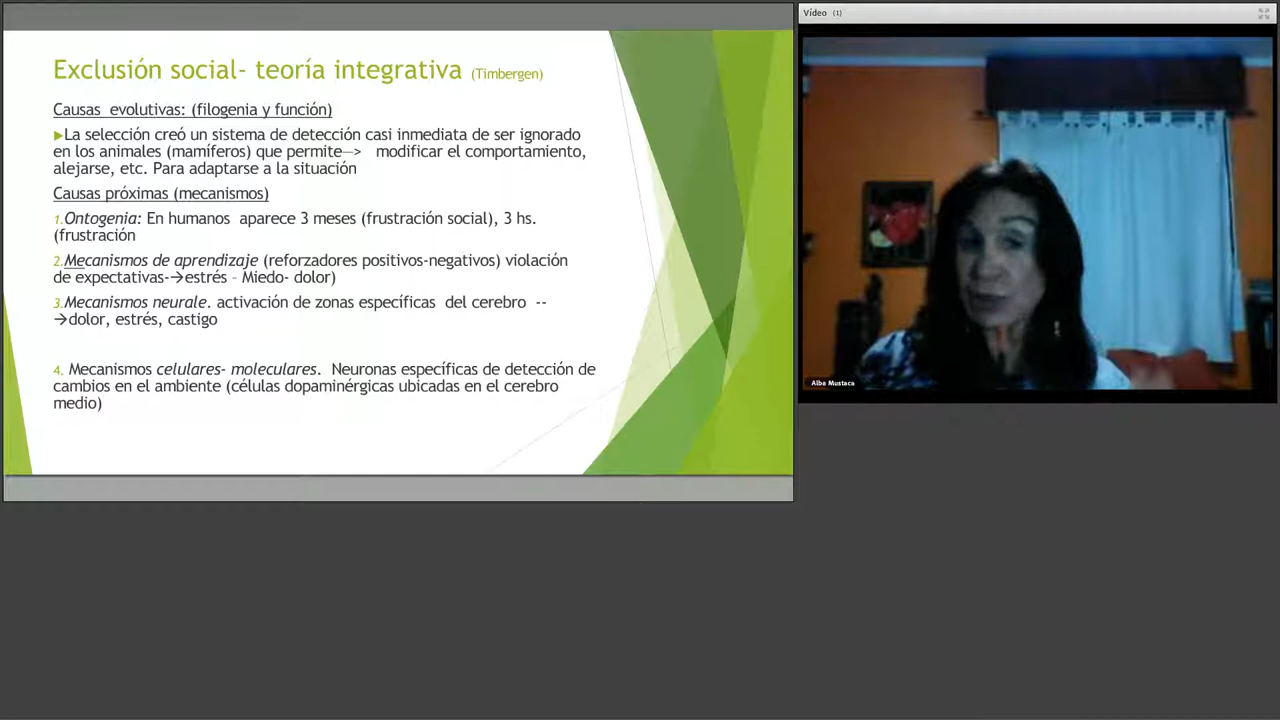 Exclusión social- teoría integrativa (Timbergen)
Causas evolutivas: (filogenia y función)
▶La selección creó un sistema de detección casi inmediata de ser ignorado
en los animales (mamíferos) que permite—> modificar el comportamiento,
alejarse, etc. Para adaptarse a la situación
Causas próximas (mecanismos)
1.Ontogenia: En humanos aparece 3 meses (frustración social), 3 hs.
(frustración
2.Mecanismos de aprendizaje (reforzadores positivos-negativos) violación
de expectativas-→estrés – Miedo- dolor)
3.Mecanismos neurale. activación de zonas específicas del cerebro --
→dolor, estrés, castigo
4. Mecanismos celulares- moleculares. Neuronas específicas de detección de
cambios en el ambiente (células dopaminérgicas ubicadas en el cerebro
medio)
Vídeo (1)
Alba Mustaca